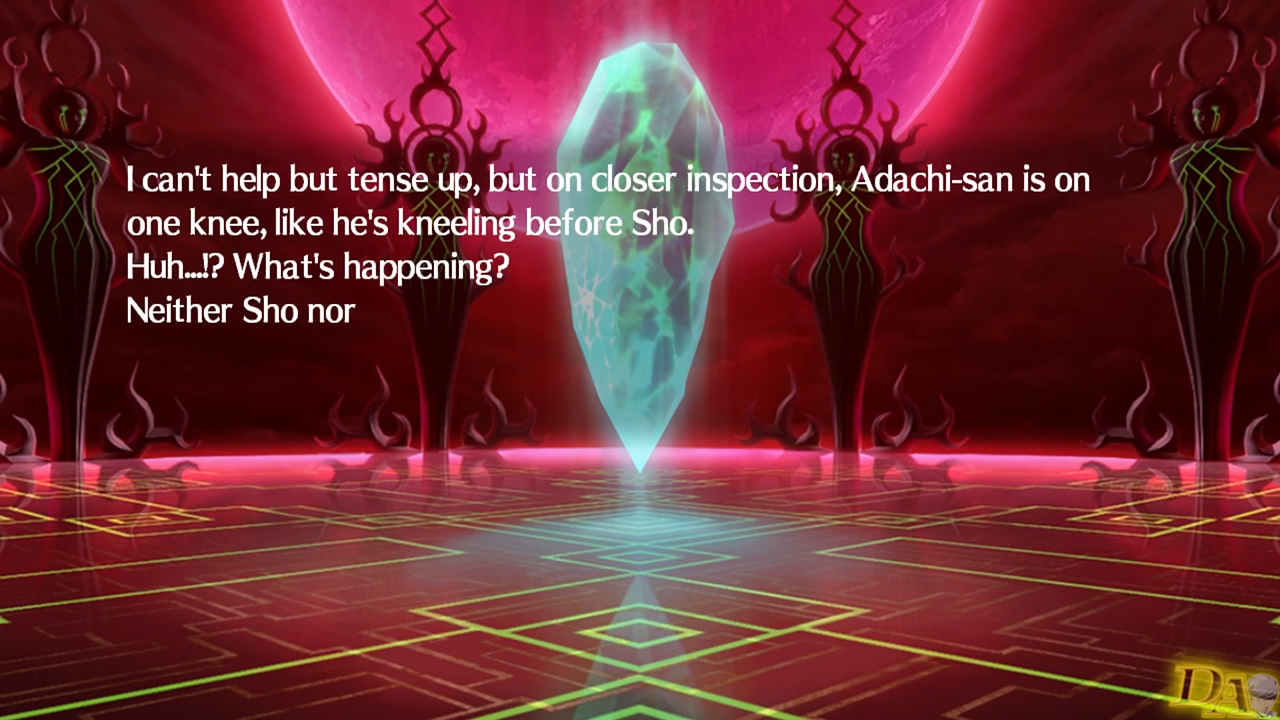 I can't help but tense up, but on closer inspection, Adachi-san is on
one knee, like he's kneeling before Sho.
Huh...!? What's happening?
Neither Sho nor
DA